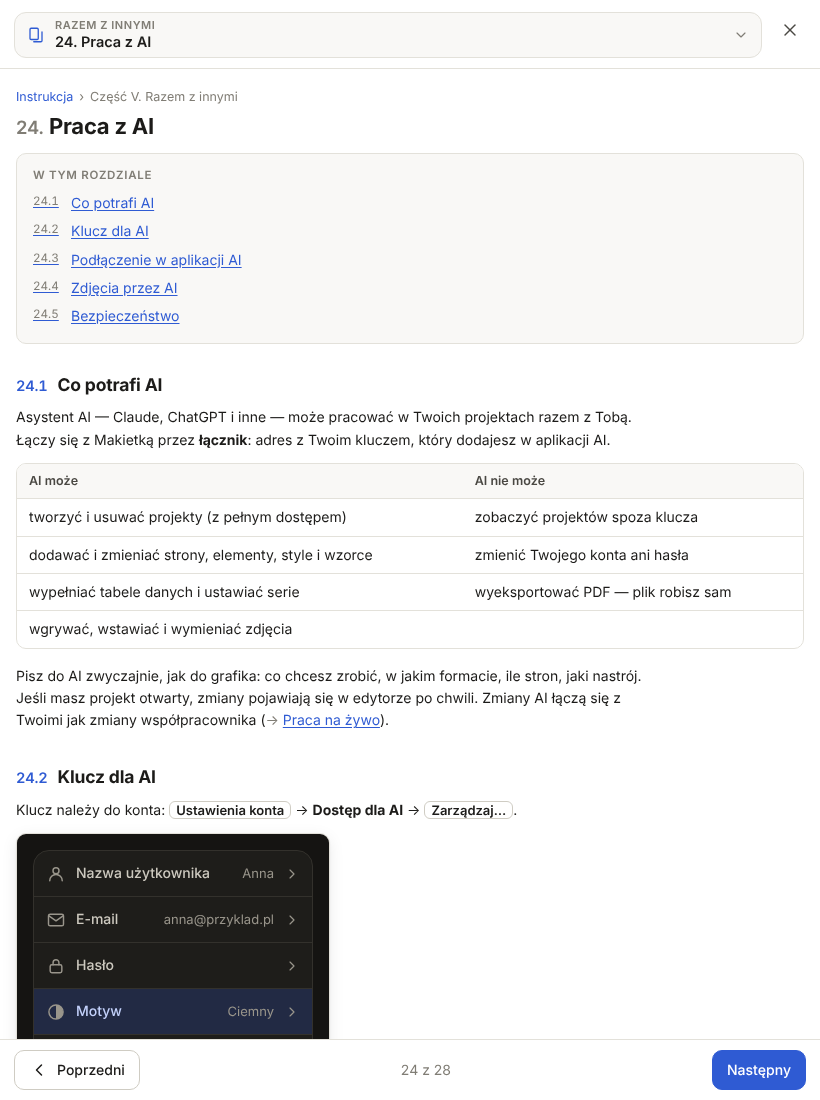 RAZEM Z INNYMI
24. Praca z AI
Instrukcja › Część V. Razem z innymi
24. Praca z AI
W TYM ROZDZIALE
24.1 Co potrafi AI
24.2 Klucz dla AI
24.3 Podłączenie w aplikacji AI
24.4 Zdjęcia przez AI
24.5 Bezpieczeństwo
24.1 Co potrafi AI
Asystent AI — Claude, ChatGPT i inne — może pracować w Twoich projektach razem z Tobą.
Łączy się z Makietką przez łącznik: adres z Twoim kluczem, który dodajesz w aplikacji AI.
AI może AI nie może
tworzyć i usuwać projekty (z pełnym dostępem) zobaczyć projektów spoza klucza
dodawać i zmieniać strony, elementy, style i wzorce zmienić Twojego konta ani hasła
wypełniać tabele danych i ustawiać serie wyeksportować PDF — plik robisz sam
wgrywać, wstawiać i wymieniać zdjęcia
Pisz do AI zwyczajnie, jak do grafika: co chcesz zrobić, w jakim formacie, ile stron, jaki nastrój.
Jeśli masz projekt otwarty, zmiany pojawiają się w edytorze po chwili. Zmiany AI łączą się z
Twoimi jak zmiany współpracownika (→ Praca na żywo).
24.2 Klucz dla AI
Klucz należy do konta: Ustawienia konta → Dostęp dla AI → Zarządzaj... .
Nazwa użytkownika Anna
E-mail anna@przyklad.pl
Hasło
Motyw Ciemny
Poprzedni 24 z 28 Następny